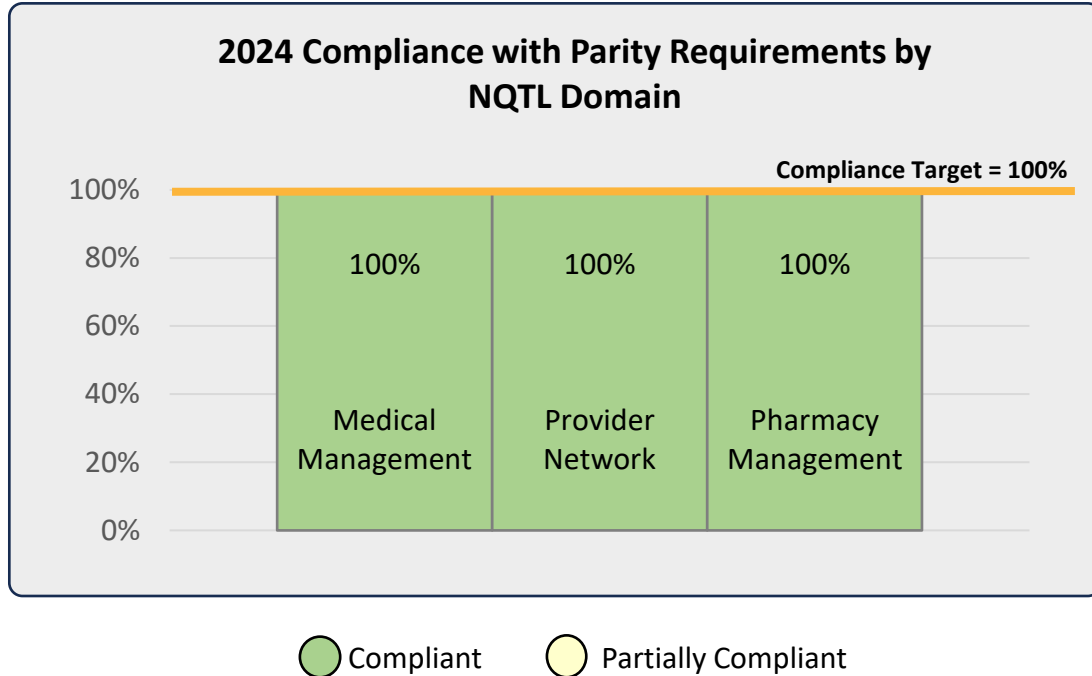 2024 Compliance with Parity Requirements by
NQTL Domain
Compliance Target = 100%
100%
80%
60%
40%
20%
0%
100%
100%
100%
Medical
Management
Provider
Network
Pharmacy
Management
Compliant
Partially Compliant